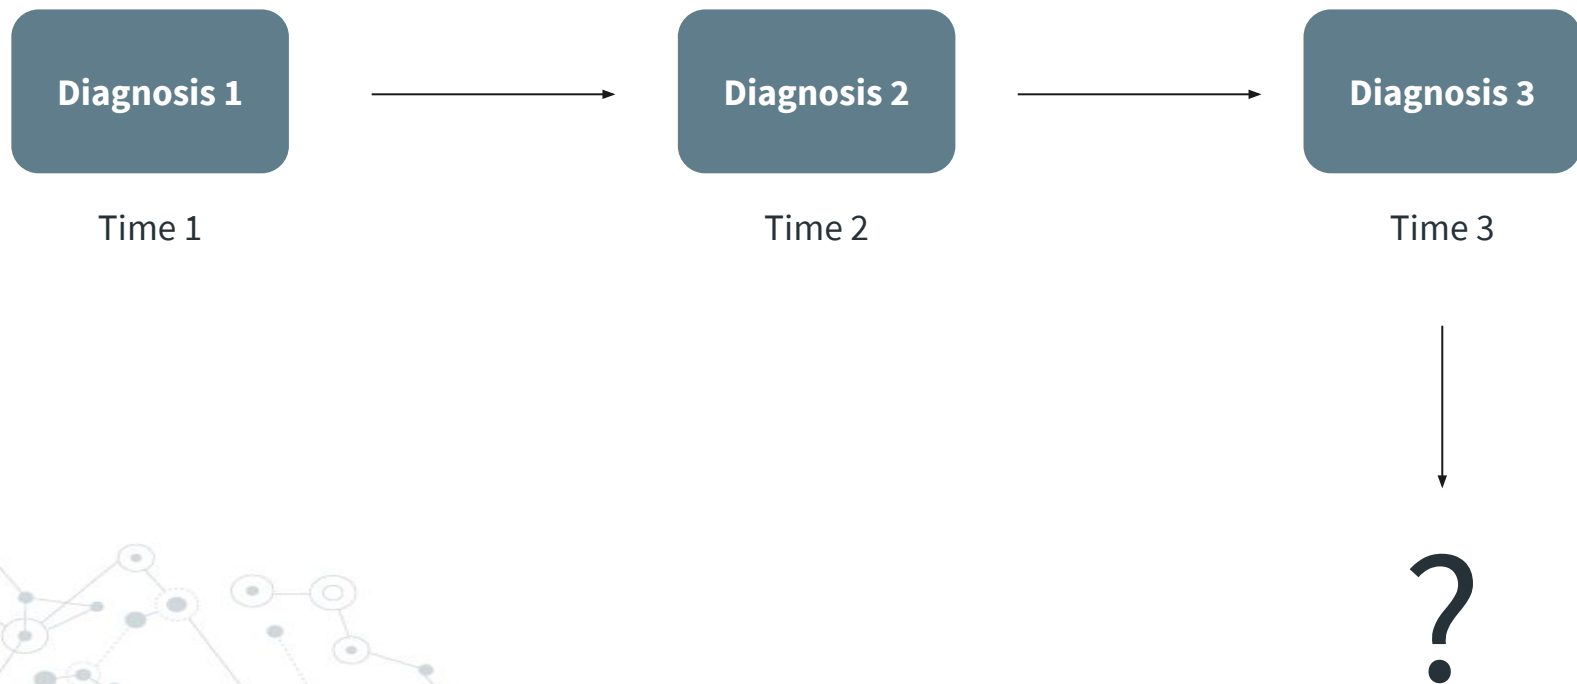 Diagnosis 1
Diagnosis 2
Diagnosis 3
Time 1
Time 2
Time 3
?